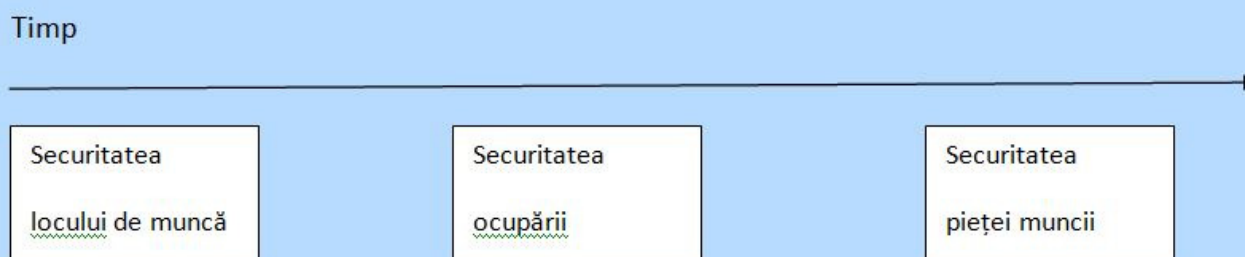 Timp
Securitatea
locului de muncă
Securitatea
ocupării
Securitatea
pieței muncii